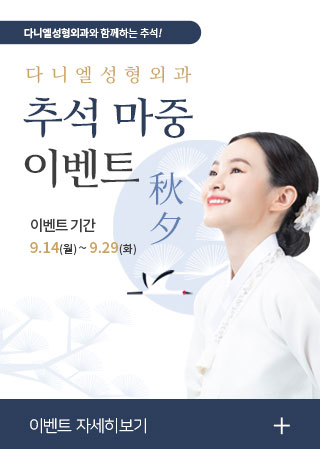 다니엘성형외과와 함께하는 추석!
다니엘성형외과
추석 마중
이벤트
秋夕
이벤트 기간
9.14(월) ~ 9.29(화)
이벤트 자세히보기 +